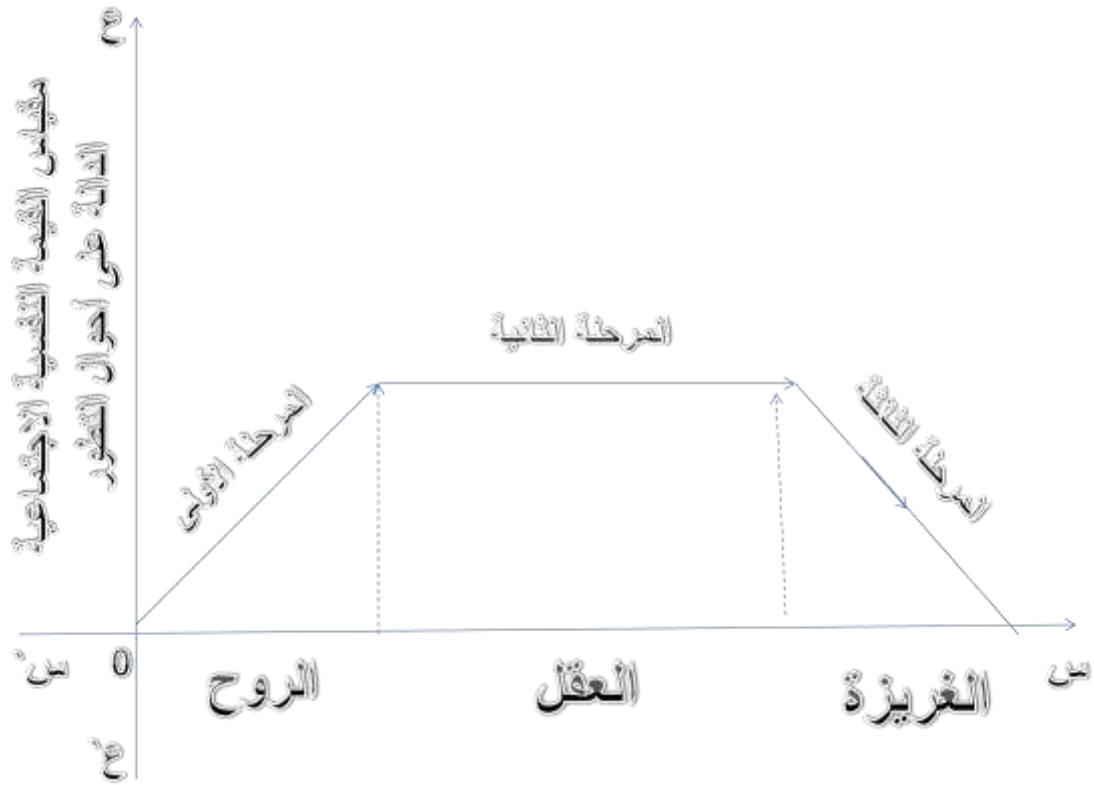 ع
مقياس القيمة النفسية الاجتماعية
الدالة على أحوال التطور
المرحلة الثانية
المرحلة الأولى
المرحلة الثالثة
سَ
0
الروح
العقل
الغريزة
س
عَ